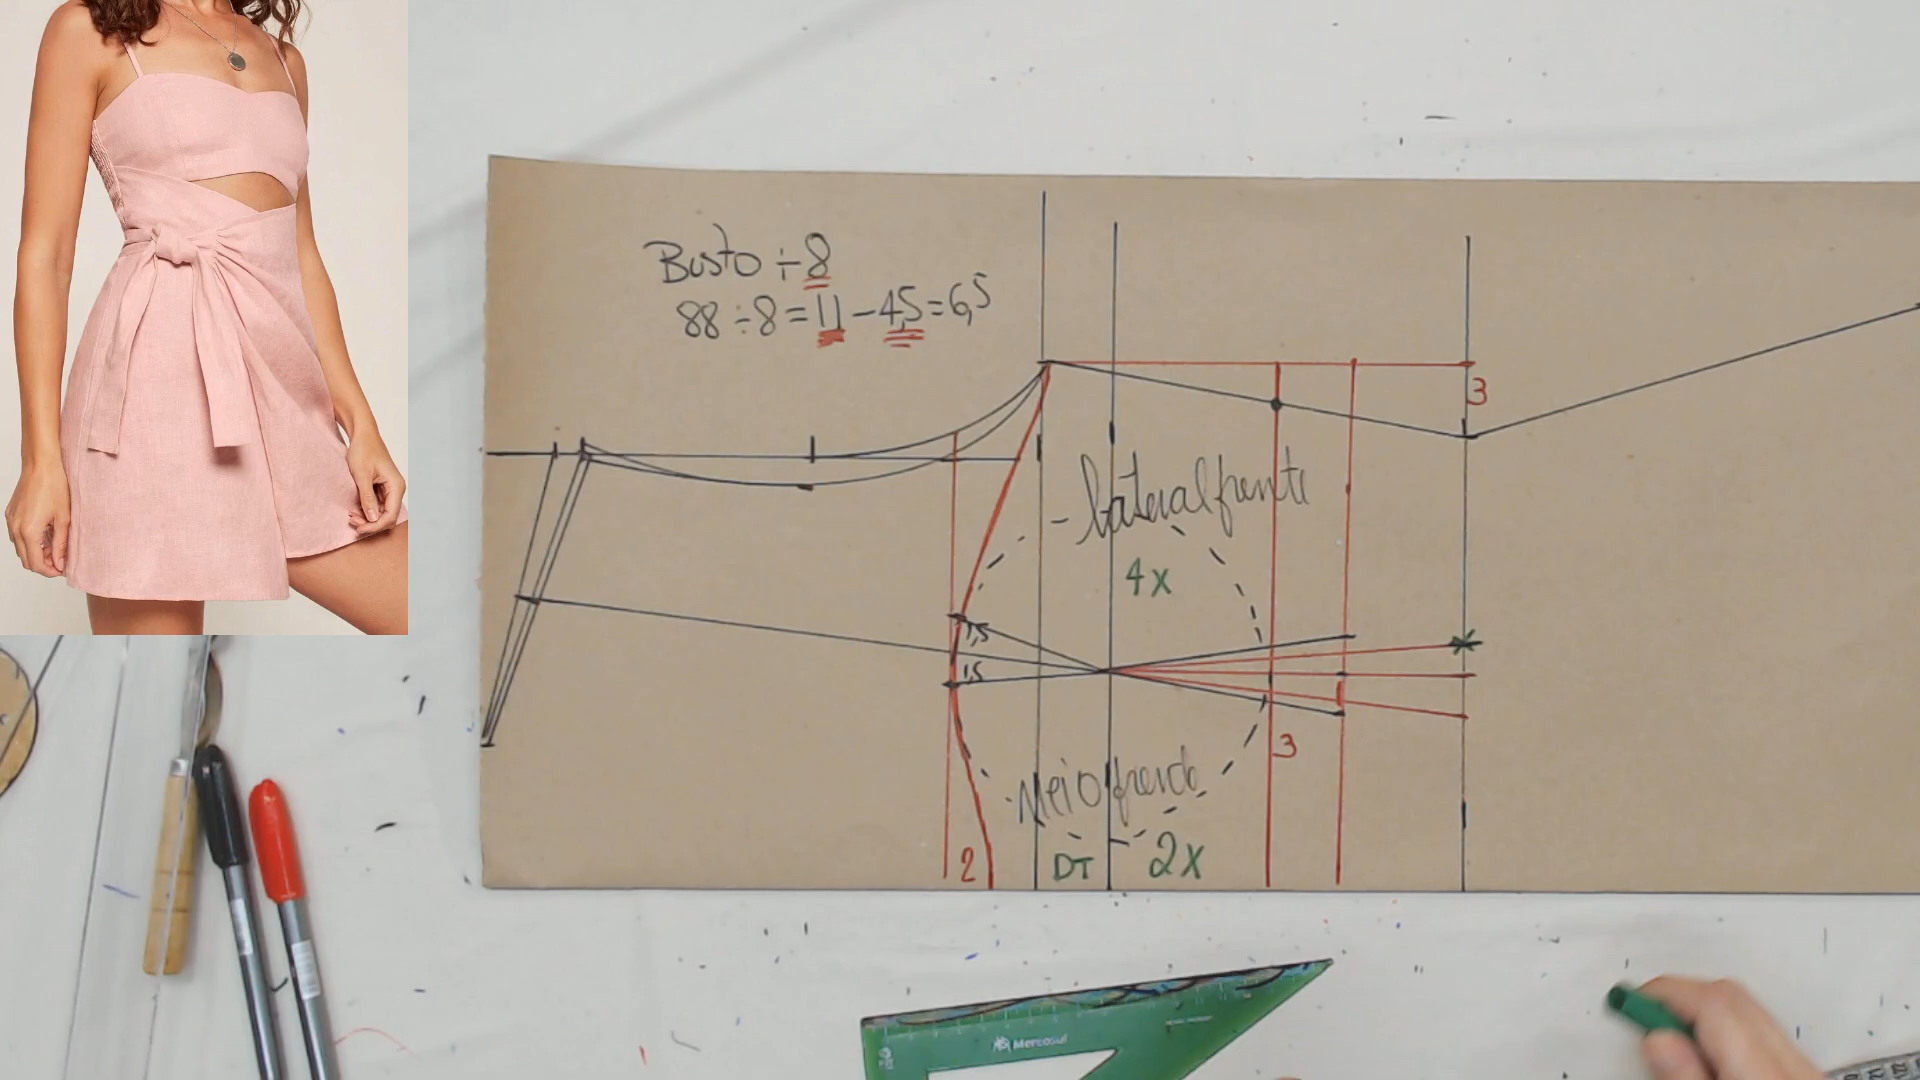 Busto ÷ 8
88 ÷ 8 = 11 - 4,5 = 6,5
3
- lateral frente
4x
1,5
1,5
3
Meio frente
2
DT
2x
Mercosul